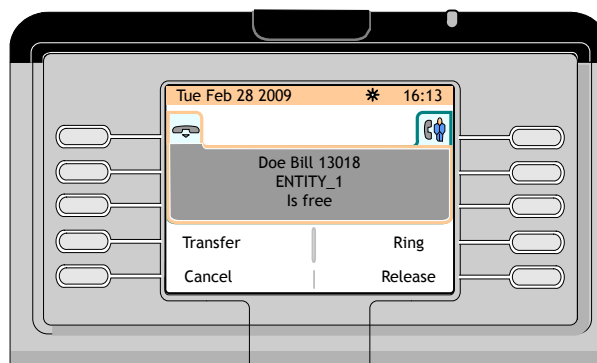 Tue Feb 28 2009 16:13
Doe Bill 13018
ENTITY_1
Is free
Transfer Ring
Cancel Release